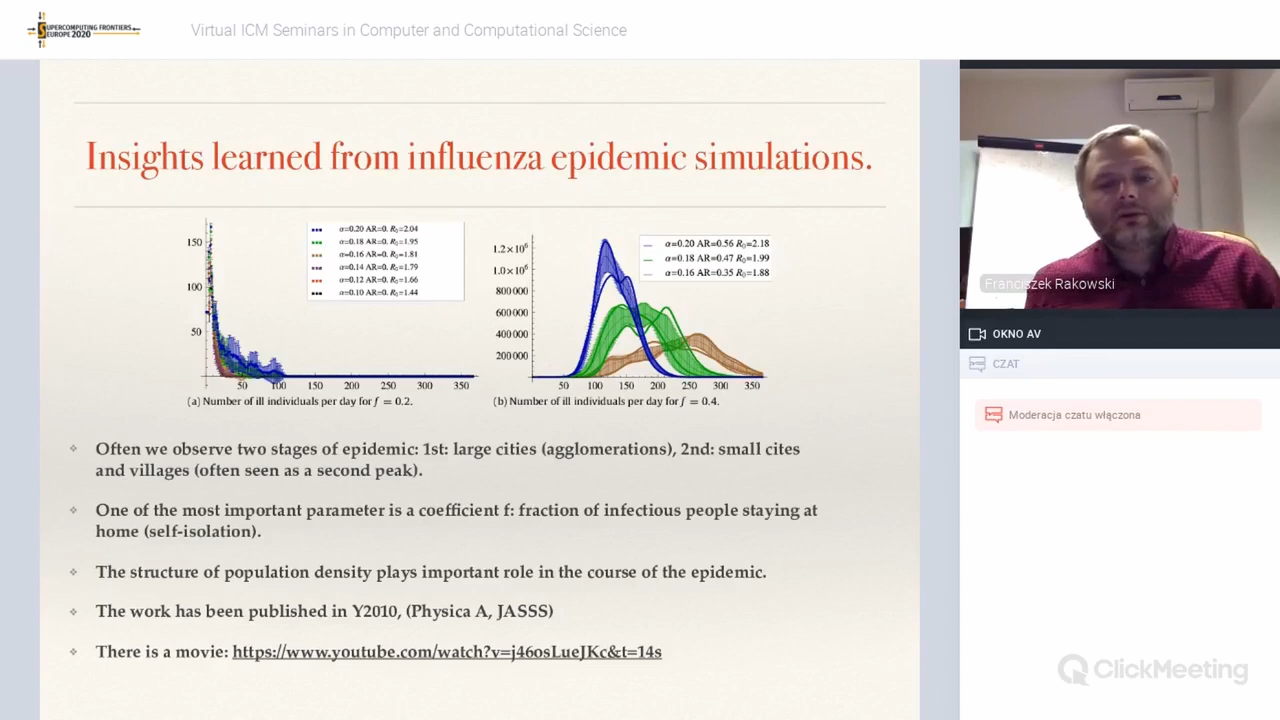 SUPERCOMPUTING FRONTIERS
EUROPE 2020
Virtual ICM Seminars in Computer and Computational Science
Insights learned from influenza epidemic simulations.
150
100
50
α=0.20 AR=0. R₀=2.04
α=0.18 AR=0. R₀=1.95
α=0.16 AR=0. R₀=1.81
α=0.14 AR=0. R₀=1.79
α=0.12 AR=0. R₀=1.66
α=0.10 AR=0. R₀=1.44
50 100 150 200 250 300 350
(a) Number of ill individuals per day for f = 0.2.
1.2×10⁶
1.0×10⁶
800 000
600 000
400 000
200 000
α=0.20 AR=0.56 R₀=2.18
α=0.18 AR=0.47 R₀=1.99
α=0.16 AR=0.35 R₀=1.88
50 100 150 200 250 300 350
(b) Number of ill individuals per day for f = 0.4.
Often we observe two stages of epidemic: 1st: large cities (agglomerations), 2nd: small cites
and villages (often seen as a second peak).
One of the most important parameter is a coefficient f: fraction of infectious people staying at
home (self-isolation).
The structure of population density plays important role in the course of the epidemic.
The work has been published in Y2010, (Physica A, JASSS)
There is a movie: https://www.youtube.com/watch?v=j46osLueJKc&t=14s
Franciszek Rakowski
OKNO AV
CZAT
Moderacja czatu włączona
ClickMeeting